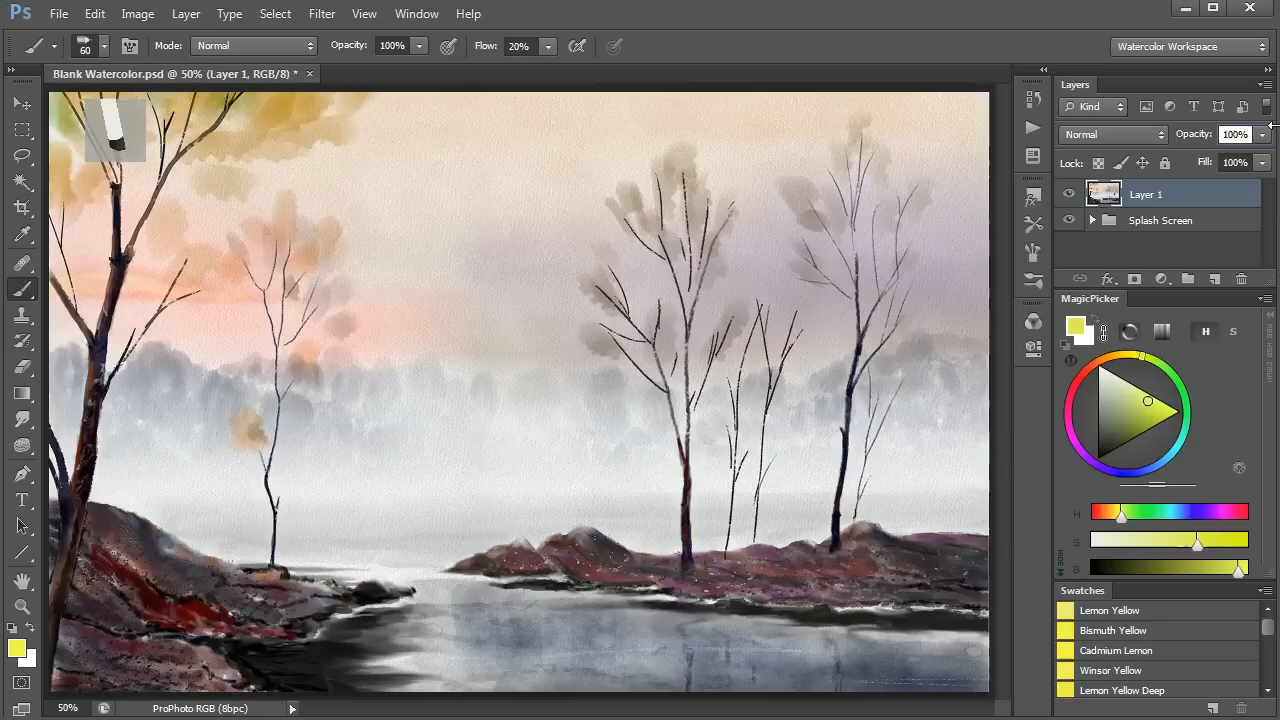 Ps File Edit Image Layer Type Select Filter View Window Help
60 Mode: Normal Opacity: 100% Flow: 20% Watercolor Workspace
Blank Watercolor.psd @ 50% (Layer 1, RGB/8) * ×
Layers
Kind
Normal Opacity: 100%
Lock: Fill: 100%
Layer 1
Splash Screen
fx
MagicPicker
H S
H
S
B
Swatches
Lemon Yellow
Bismuth Yellow
Cadmium Lemon
Winsor Yellow
Lemon Yellow Deep
50% ProPhoto RGB (8bpc)